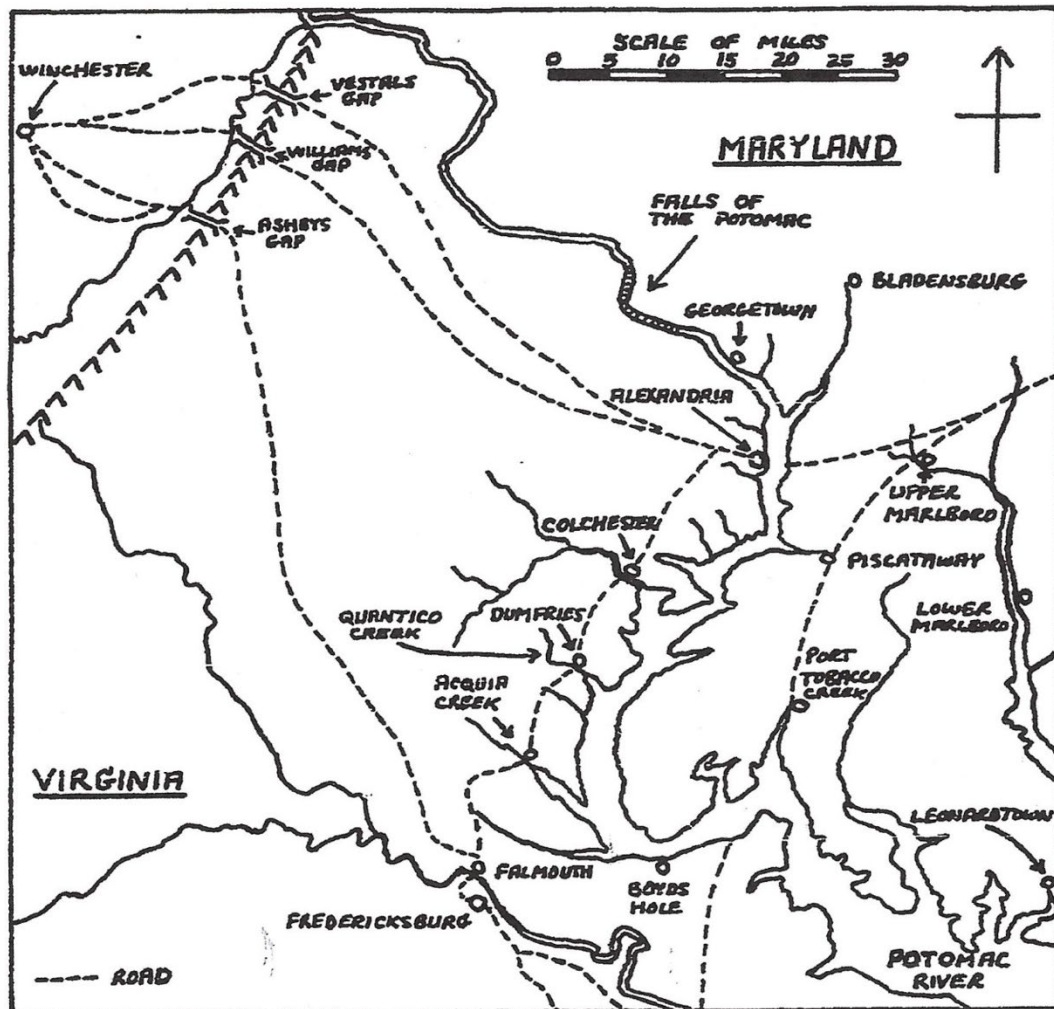 SCALE OF MILES
0 5 10 15 20 25 30
WINCHESTER
VESTALS
GAP
WILLIAMS
GAP
ASHBYS
GAP
MARYLAND
FALLS OF
THE POTOMAC
BLADENSBURG
GEORGETOWN
ALEXANDRIA
UPPER
MARLBORO
COLCHESTER
PISCATAWAY
LOWER
MARLBORO
QUANTICO
CREEK
DUMFRIES
PORT
TOBACCO
CREEK
ACQUIA
CREEK
VIRGINIA
LEONARDTOWN
FALMOUTH
BOYDS
HOLE
FREDERICKSBURG
POTOMAC
RIVER
ROAD